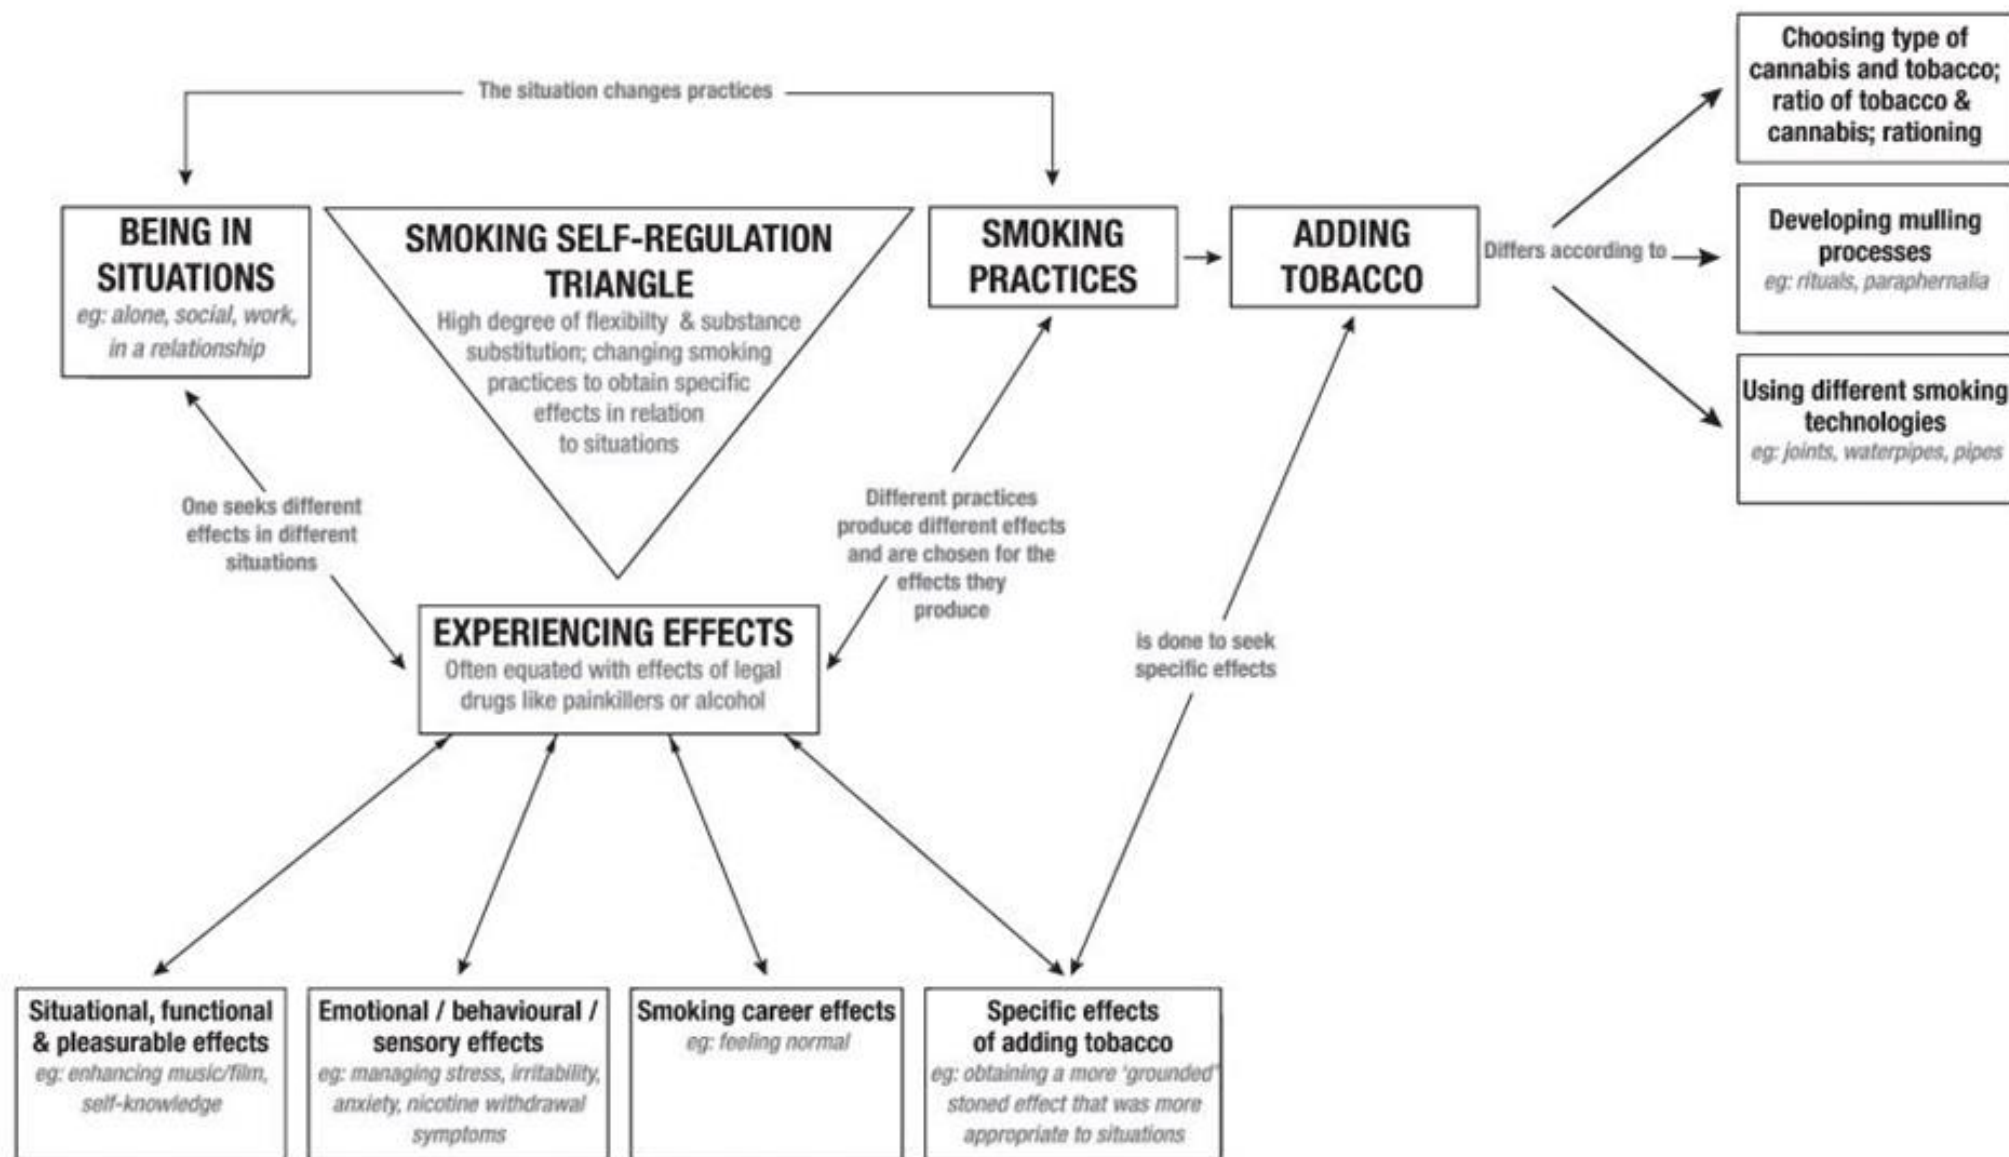 Choosing type of
cannabis and tobacco;
ratio of tobacco &
cannabis; rationing
The situation changes practices
BEING IN
SITUATIONS
eg: alone, social, work,
in a relationship
SMOKING SELF-REGULATION
TRIANGLE
High degree of flexibilty & substance
substitution; changing smoking
practices to obtain specific
effects in relation
to situations
SMOKING
PRACTICES
ADDING
TOBACCO
Differs according to
Developing mulling
processes
eg: rituals, paraphernalia
Using different smoking
technologies
eg: joints, waterpipes, pipes
One seeks different
effects in different
situations
Different practices
produce different effects
and are chosen for the
effects they
produce
EXPERIENCING EFFECTS
Often equated with effects of legal
drugs like painkillers or alcohol
is done to seek
specific effects
Situational, functional
& pleasurable effects
eg: enhancing music/film,
self-knowledge
Emotional / behavioural /
sensory effects
eg: managing stress, irritability,
anxiety, nicotine withdrawal
symptoms
Smoking career effects
eg: feeling normal
Specific effects
of adding tobacco
eg: obtaining a more 'grounded'
stoned effect that was more
appropriate to situations